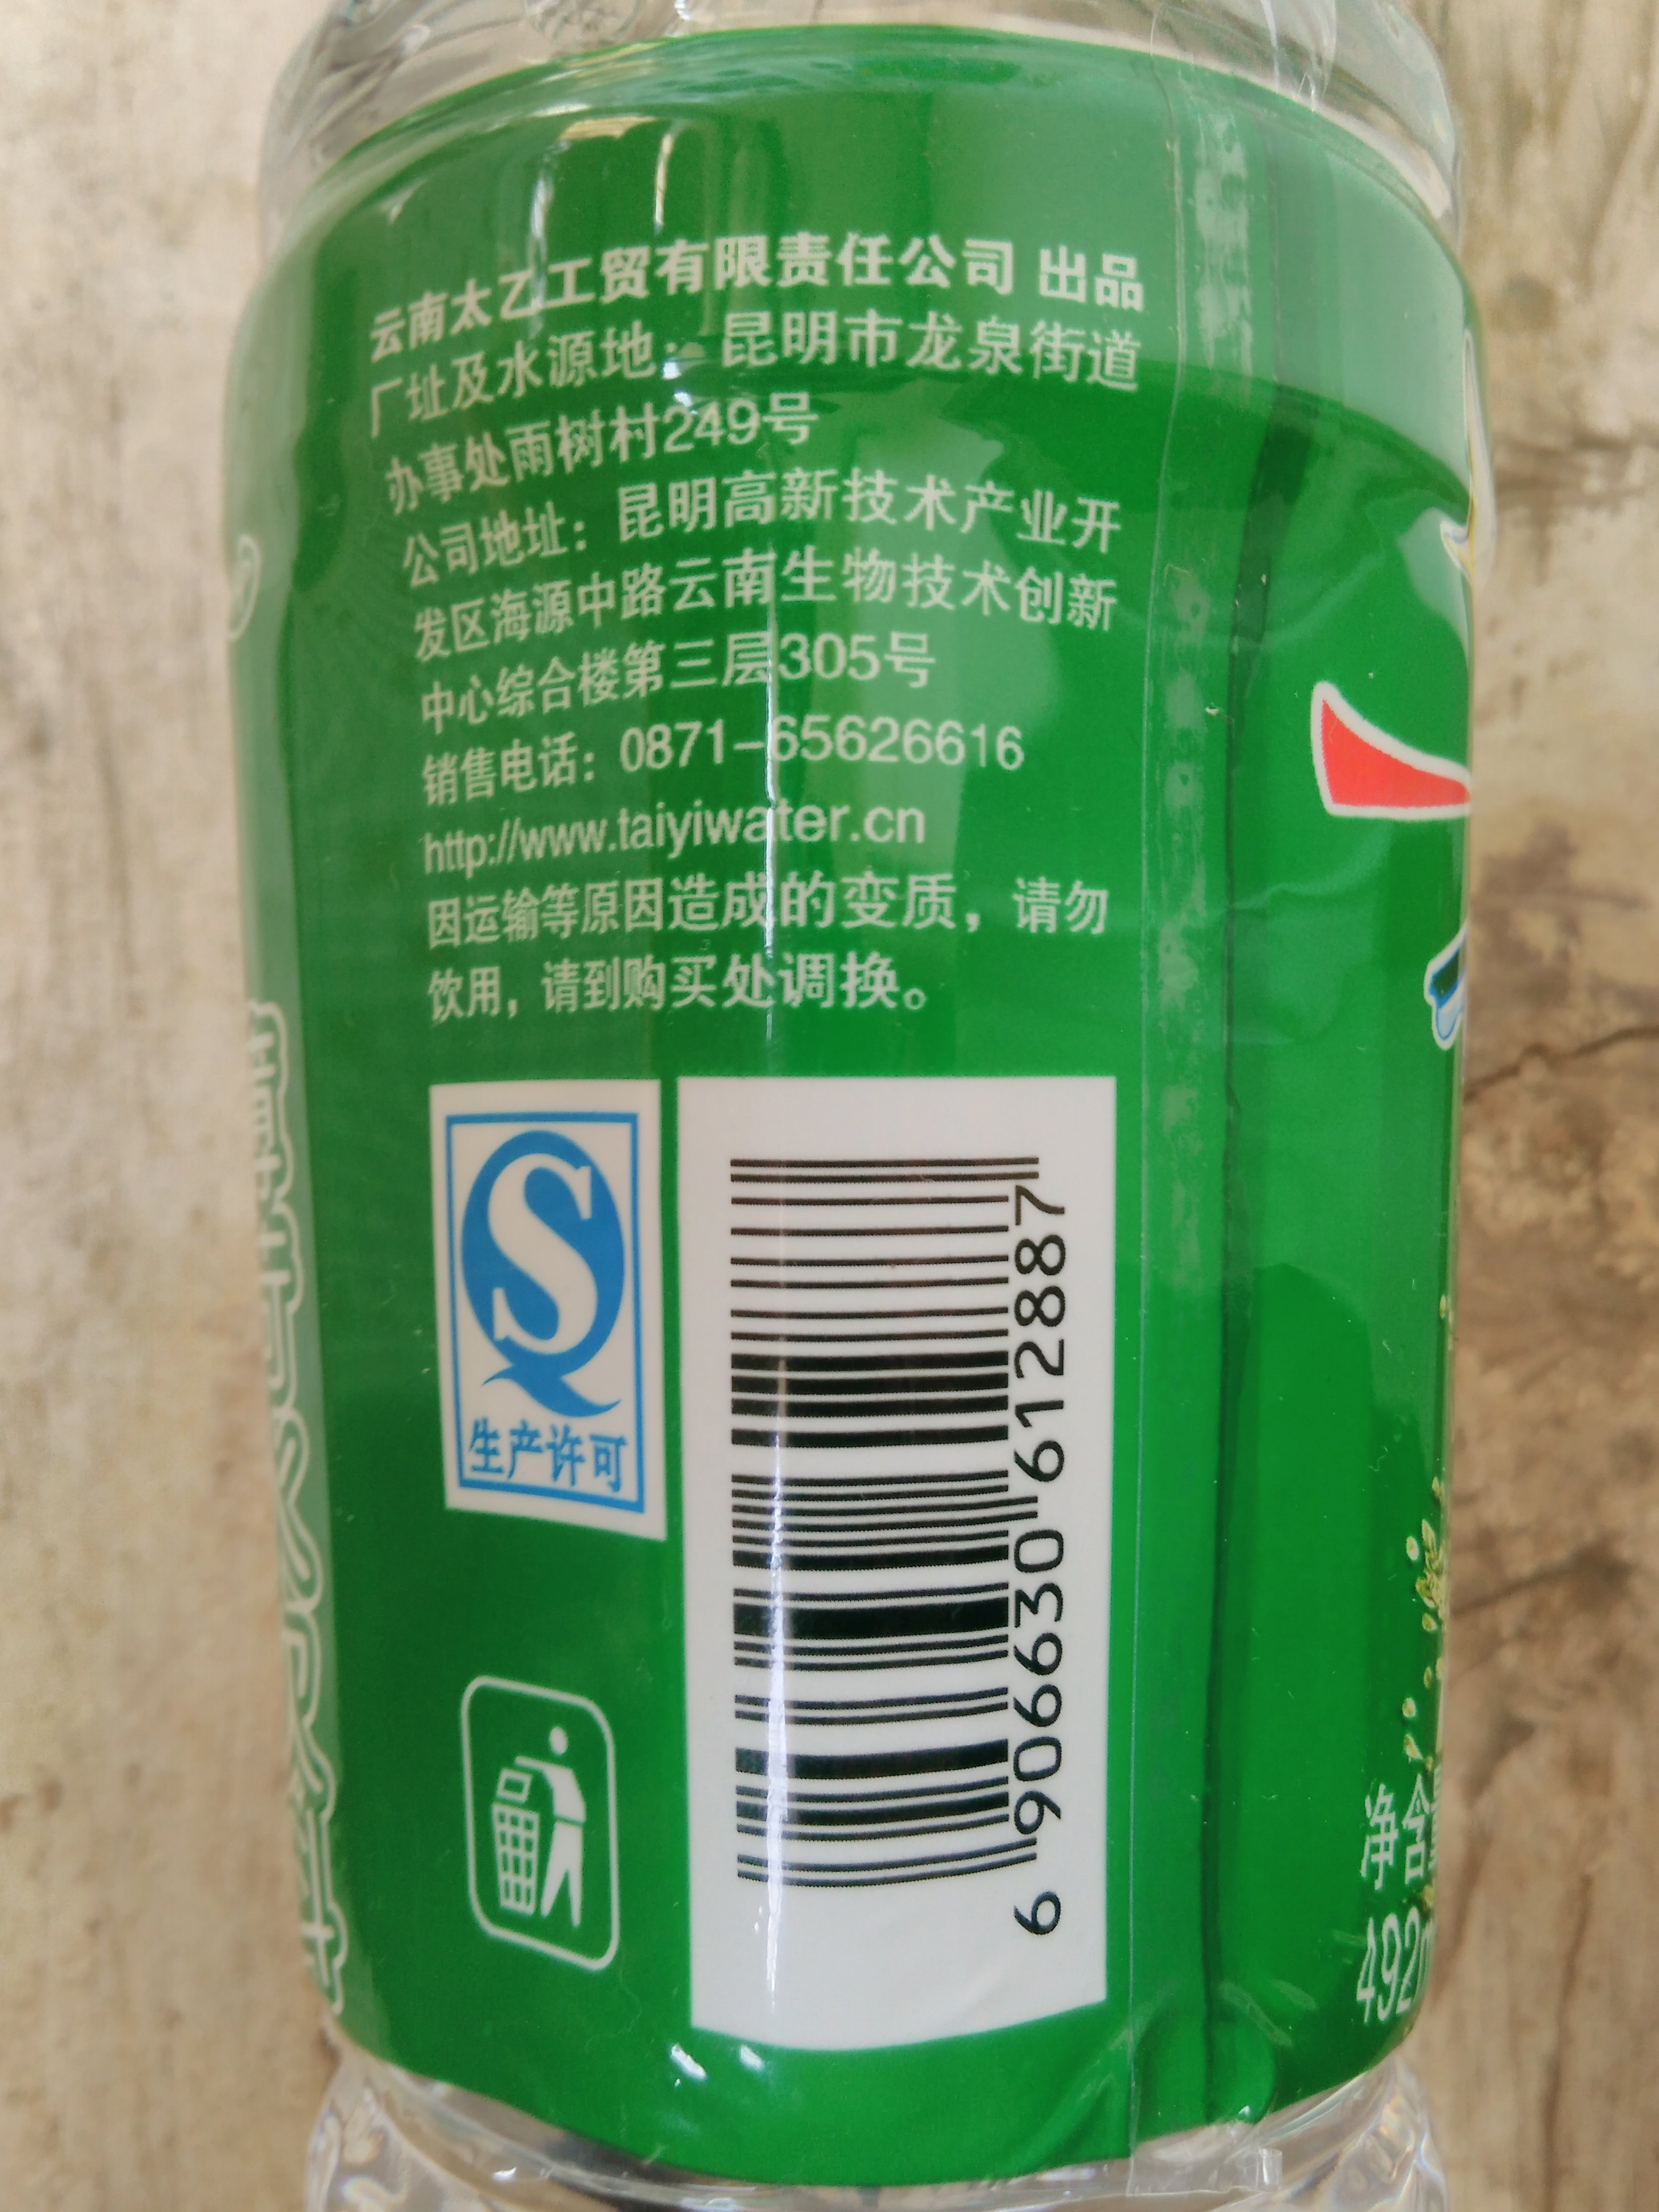 云南太乙工贸有限责任公司 出品
厂址及水源地：昆明市龙泉街道
办事处雨树村249号
公司地址：昆明高新技术产业开
发区海源中路云南生物技术创新
中心综合楼第三层305号
销售电话：0871-65626616
http://www.taiyiwater.cn
因运输等原因造成的变质，请勿
饮用，请到购买处调换。
生产许可
6 906630 612887
净含
492